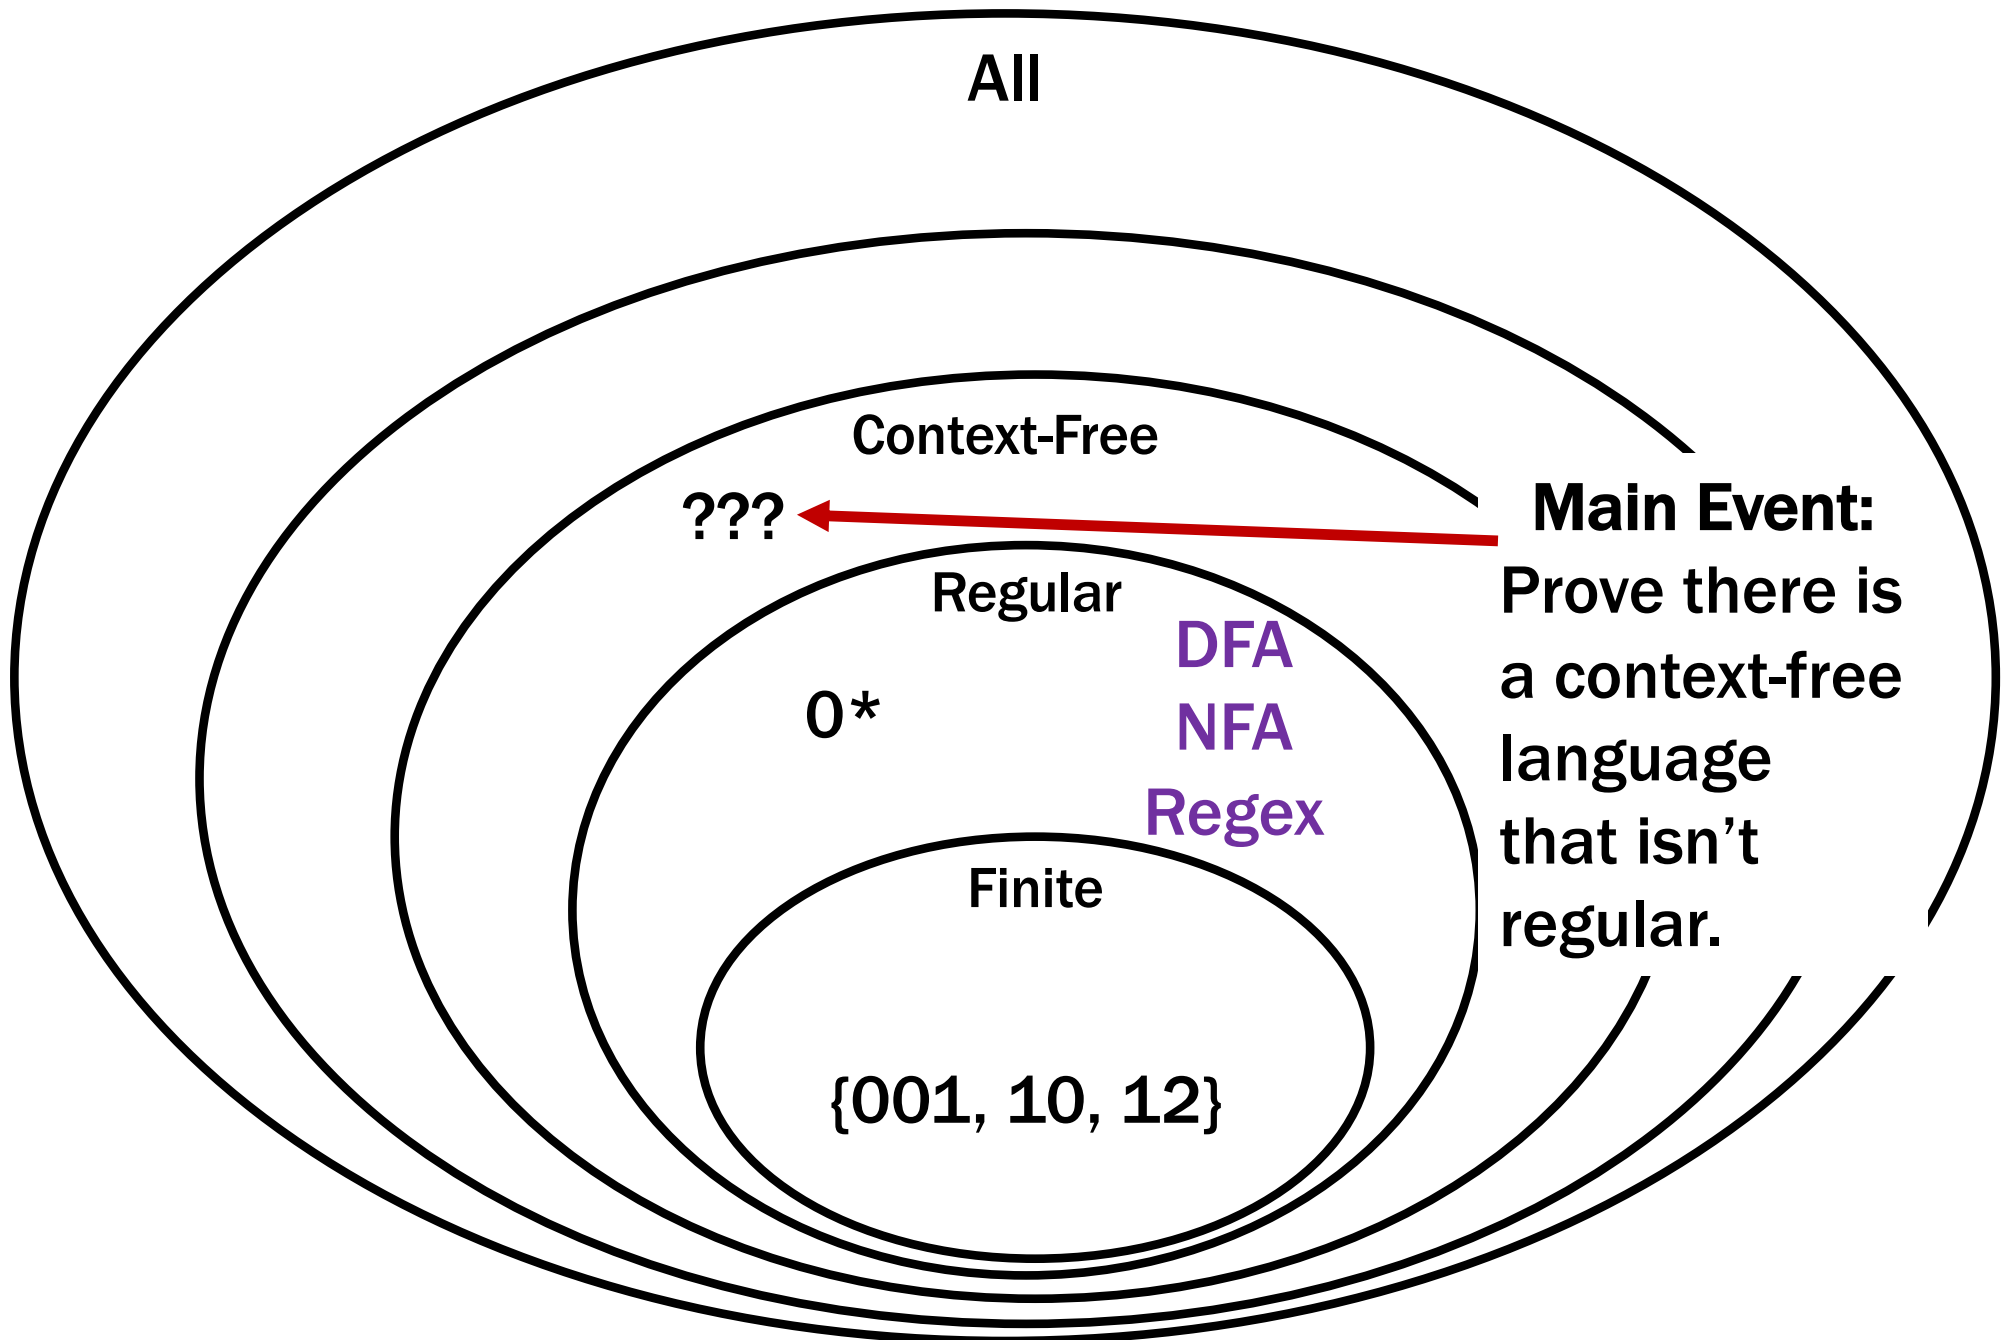 All
Context-Free
???
Main Event:
Prove there is
a context-free
language
that isn’t
regular.
Regular
DFA
NFA
Regex
0*
Finite
{001, 10, 12}